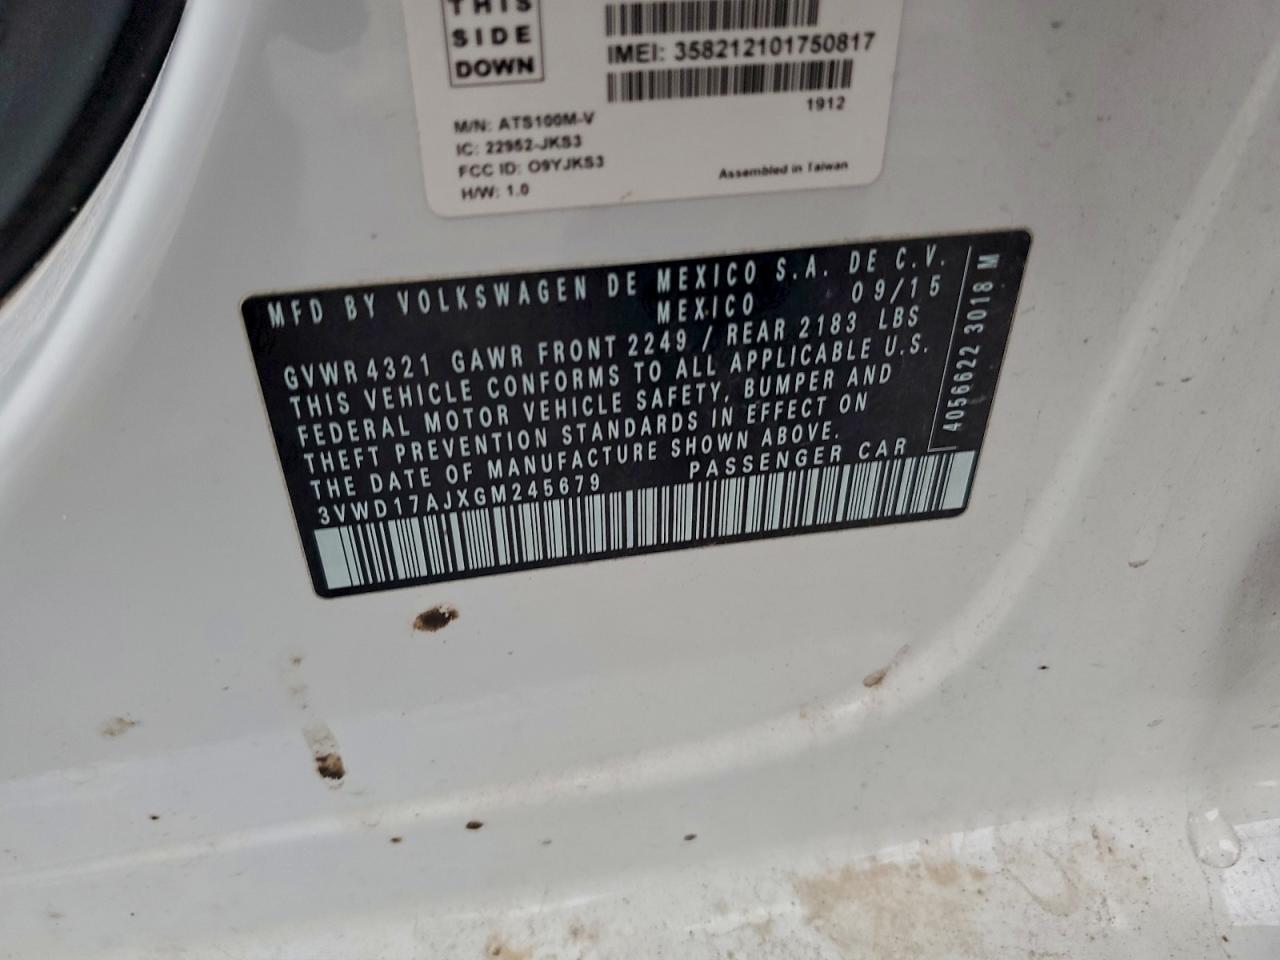 THIS
SIDE
DOWN
IMEI: 358212101750817
1912
M/N: ATS100M-V
IC: 22952-JKS3
FCC ID: O9YJKS3
H/W: 1.0
Assembled in Taiwan
MFD BY VOLKSWAGEN DE MEXICO S.A. DE C.V.
MEXICO 09/15
GVWR 4321 GAWR FRONT 2249 / REAR 2183 LBS
THIS VEHICLE CONFORMS TO ALL APPLICABLE U.S.
FEDERAL MOTOR VEHICLE SAFETY, BUMPER AND
THEFT PREVENTION STANDARDS IN EFFECT ON
THE DATE OF MANUFACTURE SHOWN ABOVE.
3VWD17AJXGM245679 PASSENGER CAR
4056622 3018 M